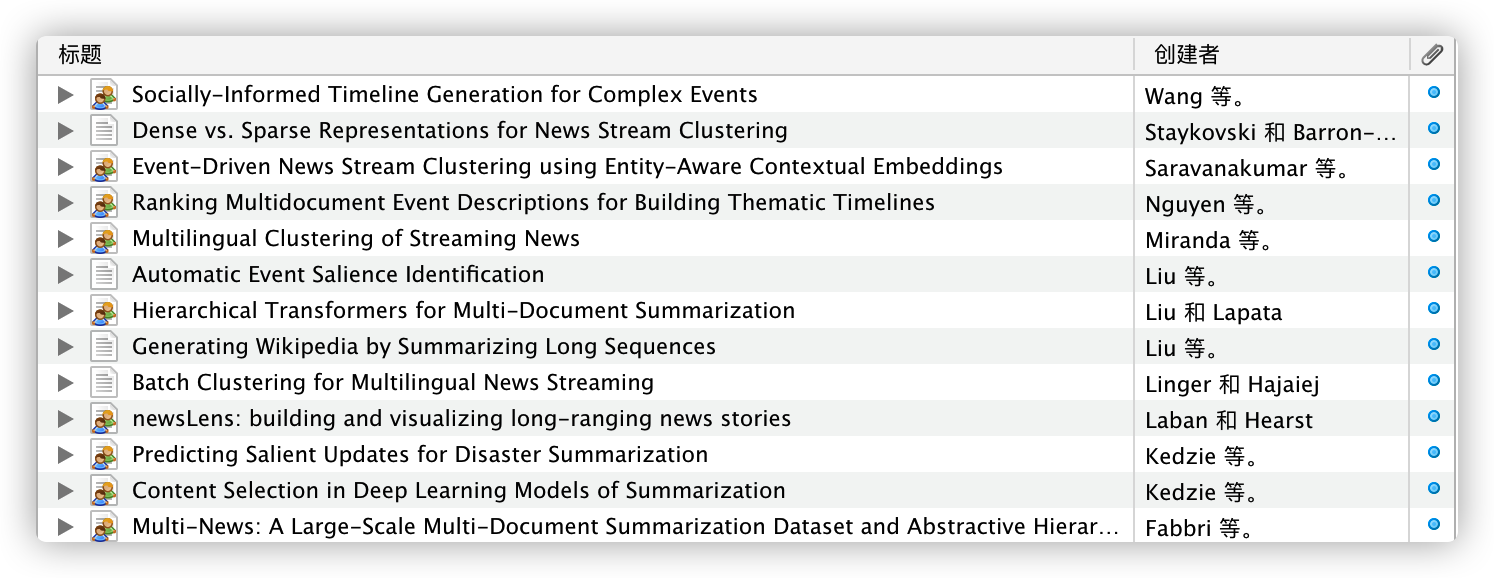 标题 创建者
Socially-Informed Timeline Generation for Complex Events Wang 等。
Dense vs. Sparse Representations for News Stream Clustering Staykovski 和 Barron-…
Event-Driven News Stream Clustering using Entity-Aware Contextual Embeddings Saravanakumar 等。
Ranking Multidocument Event Descriptions for Building Thematic Timelines Nguyen 等。
Multilingual Clustering of Streaming News Miranda 等。
Automatic Event Salience Identification Liu 等。
Hierarchical Transformers for Multi-Document Summarization Liu 和 Lapata
Generating Wikipedia by Summarizing Long Sequences Liu 等。
Batch Clustering for Multilingual News Streaming Linger 和 Hajaiej
newsLens: building and visualizing long-ranging news stories Laban 和 Hearst
Predicting Salient Updates for Disaster Summarization Kedzie 等。
Content Selection in Deep Learning Models of Summarization Kedzie 等。
Multi-News: A Large-Scale Multi-Document Summarization Dataset and Abstractive Hierar… Fabbri 等。